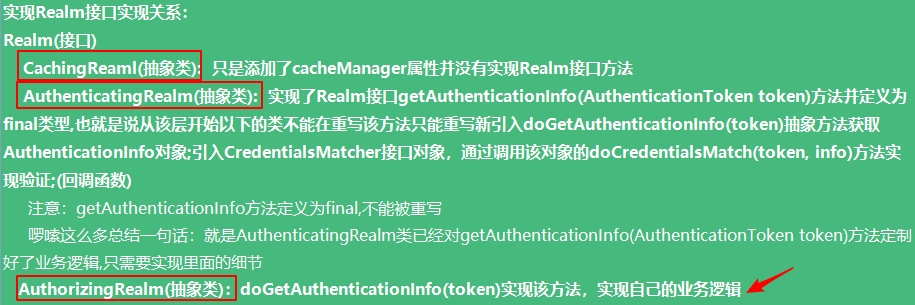 实现Realm接口实现关系：
Realm(接口)
CachingReaml(抽象类):  只是添加了cacheManager属性并没有实现Realm接口方法
AuthenticatingRealm(抽象类):  实现了Realm接口getAuthenticationInfo(AuthenticationToken token)方法并定义为
final类型,也就是说从该层开始以下的类不能在重写该方法只能重写新引入doGetAuthenticationInfo(token)抽象方法获取
AuthenticationInfo对象;引入CredentialsMatcher接口对象，通过调用该对象的doCredentialsMatch(token, info)方法实
现验证;(回调函数)
注意：getAuthenticationInfo方法定义为final,不能被重写
啰嗦这么多总结一句话：就是AuthenticatingRealm类已经对getAuthenticationInfo(AuthenticationToken token)方法定制
好了业务逻辑,只需要实现里面的细节
AuthorizingRealm(抽象类)：doGetAuthenticationInfo(token)实现该方法，实现自己的业务逻辑